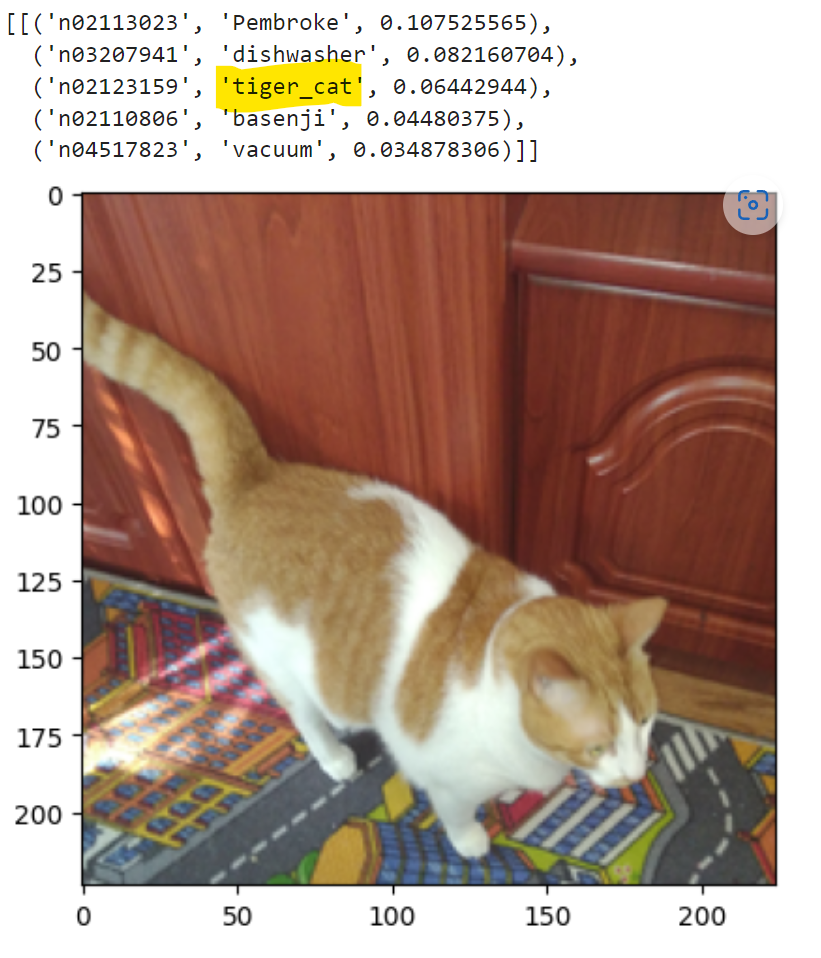 [[('n02113023', 'Pembroke', 0.107525565),
('n03207941', 'dishwasher', 0.082160704),
('n02123159', 'tiger_cat', 0.06442944),
('n02110806', 'basenji', 0.04480375),
('n04517823', 'vacuum', 0.034878306)]]
0
25
50
75
100
125
150
175
200
0 50 100 150 200